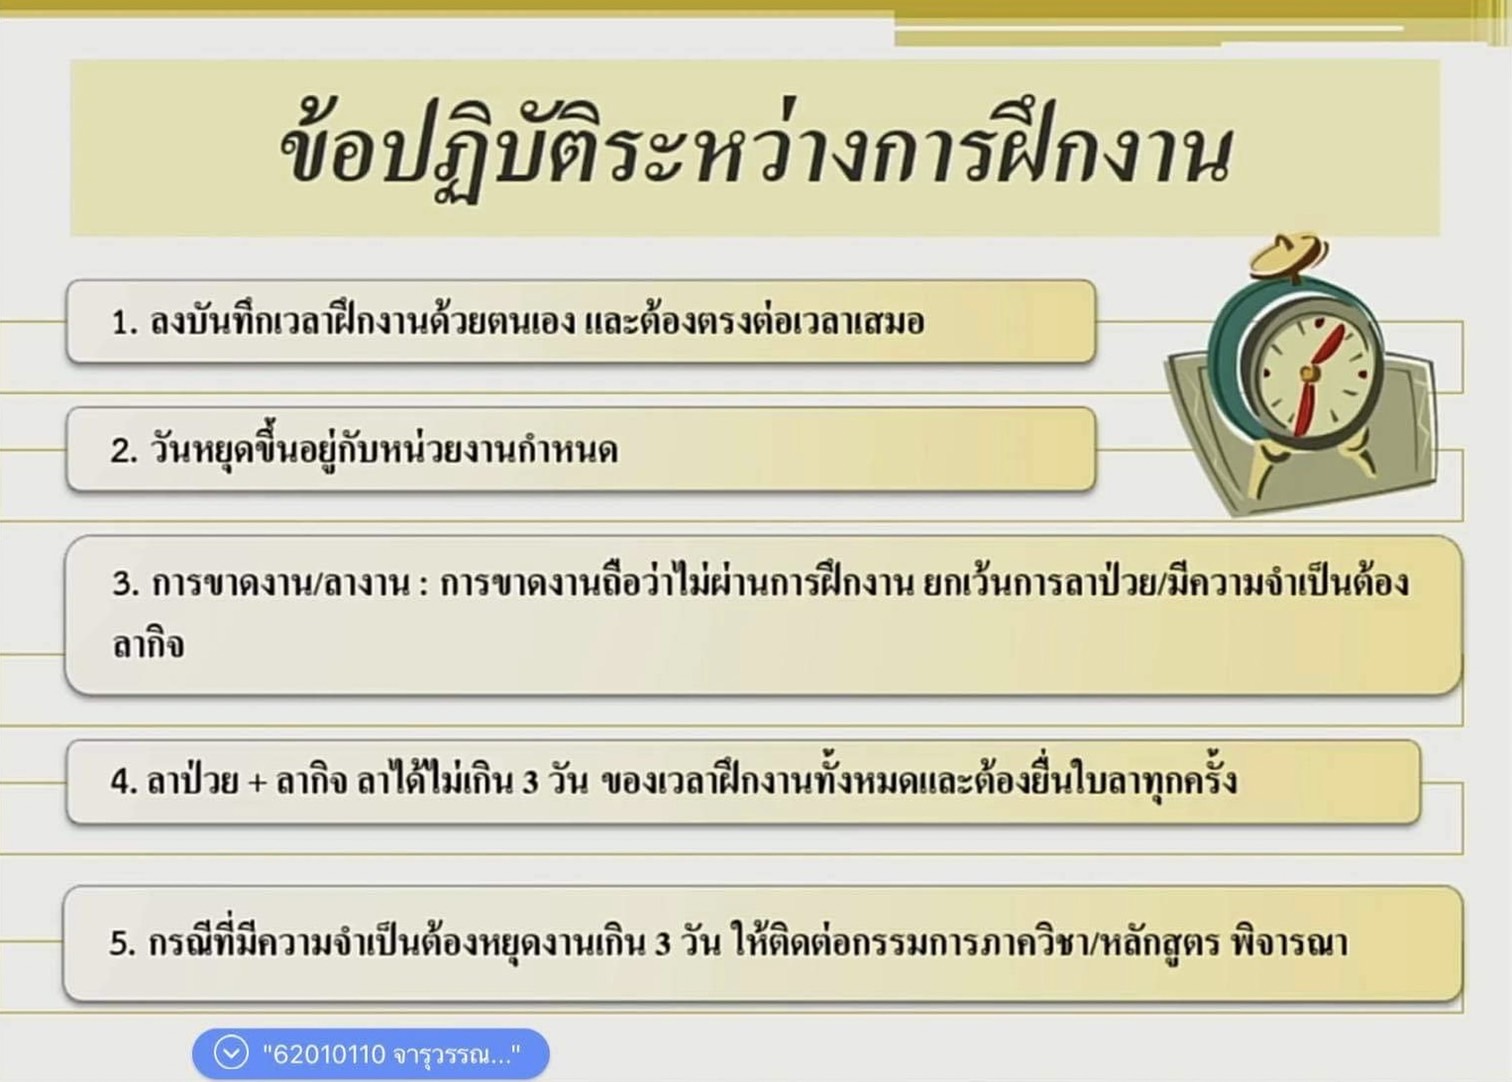 ข้อปฏิบัติระหว่างการฝึกงาน
1. ลงบันทึกเวลาฝึกงานด้วยตนเอง และต้องตรงต่อเวลาเสมอ
2. วันหยุดขึ้นอยู่กับหน่วยงานกำหนด
3. การขาดงาน/ลางาน : การขาดงานถือว่าไม่ผ่านการฝึกงาน ยกเว้นการลาป่วย/มีความจำเป็นต้อง
ลากิจ
4. ลาป่วย + ลากิจ ลาได้ไม่เกิน 3 วัน ของเวลาฝึกงานทั้งหมดและต้องยื่นใบลาทุกครั้ง
5. กรณีที่มีความจำเป็นต้องหยุดงานเกิน 3 วัน ให้ติดต่อกรรมการภาควิชา/หลักสูตร พิจารณา
"62010110 จารุวรรณ..."